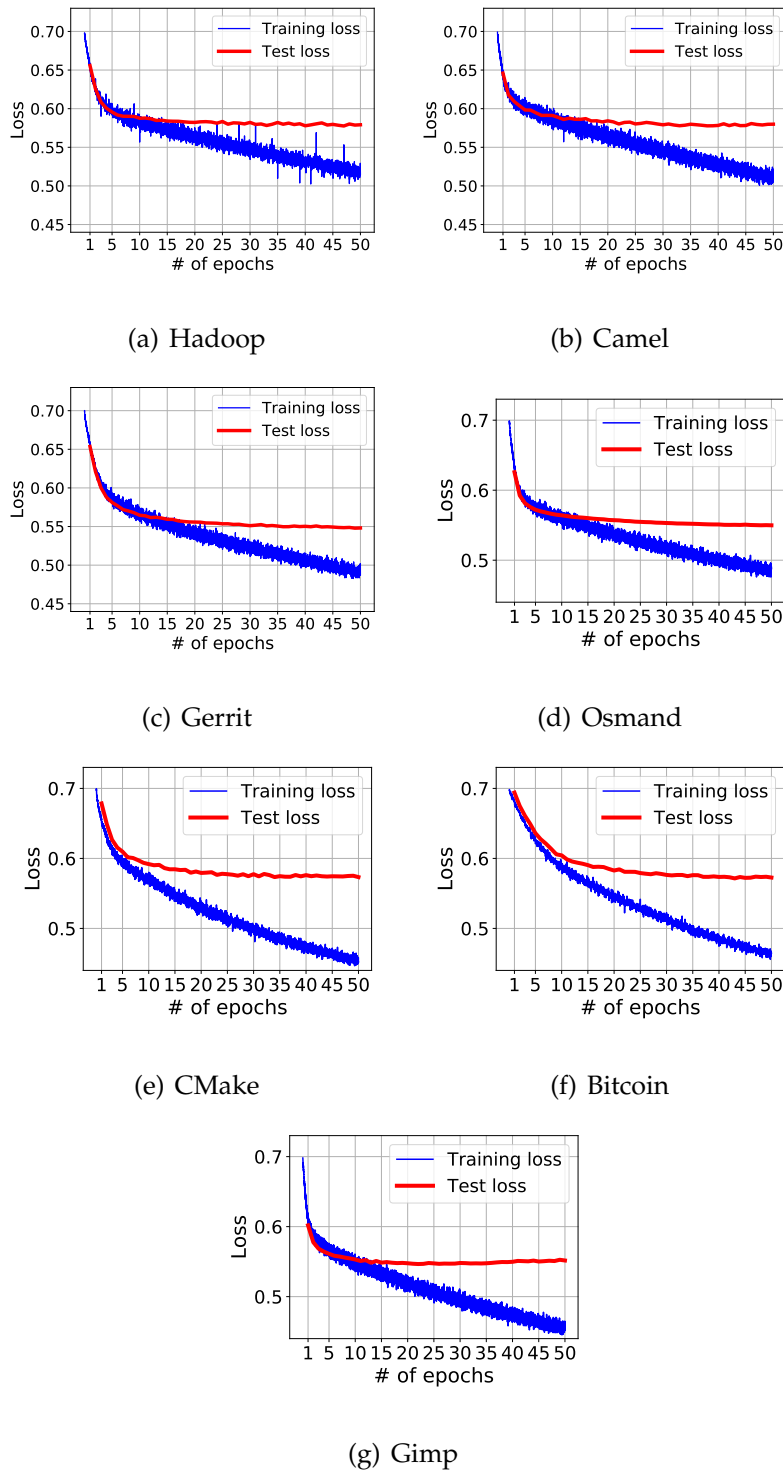 0.70
0.65
0.60
0.55
0.50
0.45
Loss
Training loss
Test loss
1 5 10 15 20 25 30 35 40 45 50
# of epochs
(a) Hadoop
0.70
0.65
0.60
0.55
0.50
0.45
Loss
Training loss
Test loss
1 5 10 15 20 25 30 35 40 45 50
# of epochs
(b) Camel
0.70
0.65
0.60
0.55
0.50
0.45
Loss
Training loss
Test loss
1 5 10 15 20 25 30 35 40 45 50
# of epochs
(c) Gerrit
0.7
0.6
0.5
Loss
Training loss
Test loss
1 5 10 15 20 25 30 35 40 45 50
# of epochs
(d) Osmand
0.7
0.6
0.5
Loss
Training loss
Test loss
1 5 10 15 20 25 30 35 40 45 50
# of epochs
(e) CMake
0.7
0.6
0.5
Loss
Training loss
Test loss
1 5 10 15 20 25 30 35 40 45 50
# of epochs
(f) Bitcoin
0.7
0.6
0.5
Loss
Training loss
Test loss
1 5 10 15 20 25 30 35 40 45 50
# of epochs
(g) Gimp